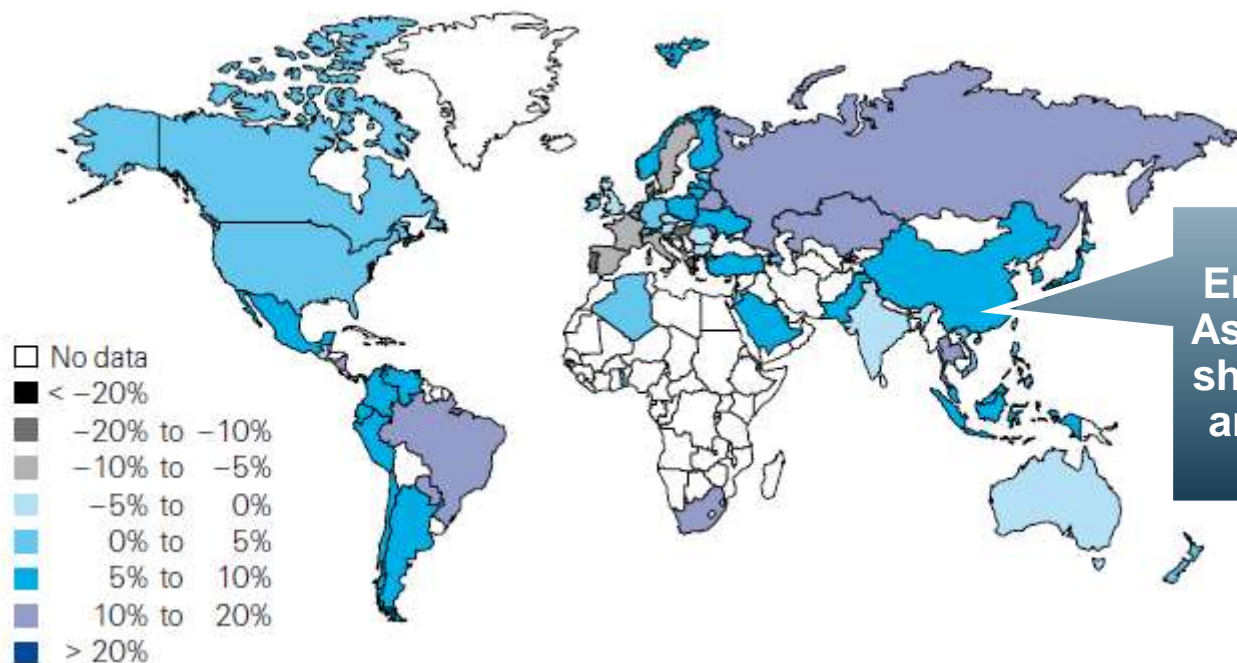 No data
< −20%
−20% to −10%
−10% to −5%
−5% to 0%
0% to 5%
5% to 10%
10% to 20%
> 20%